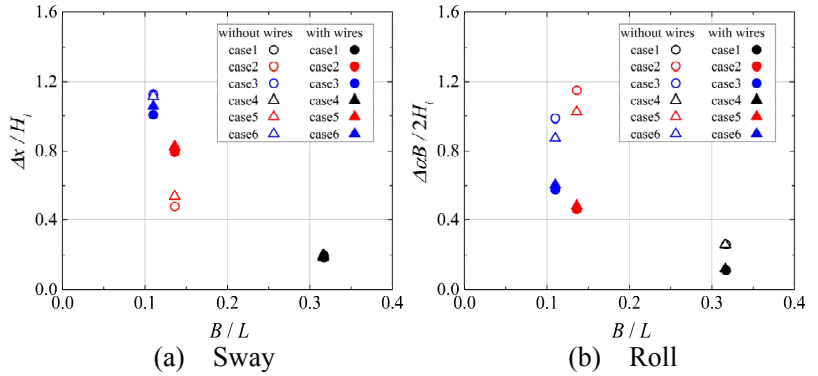 without wires with wires
case1 case1
case2 case2
case3 case3
case4 case4
case5 case5
case6 case6
1.6
1.2
0.8
0.4
0.0
Δx / Hᵢ
0.0 0.1 0.2 0.3 0.4
B / L
(a) Sway
without wires with wires
case1 case1
case2 case2
case3 case3
case4 case4
case5 case5
case6 case6
1.6
1.2
0.8
0.4
0.0
ΔαB / 2Hᵢ
0.0 0.1 0.2 0.3 0.4
B / L
(b) Roll